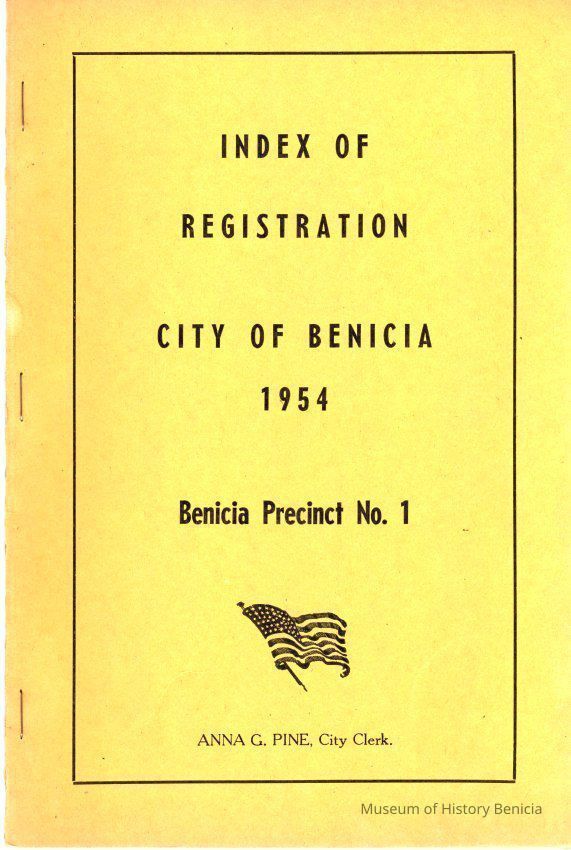 INDEX OF
REGISTRATION
CITY OF BENICIA
1954
Benicia Precinct No. 1
ANNA G. PINE, City Clerk.
Museum of History Benicia